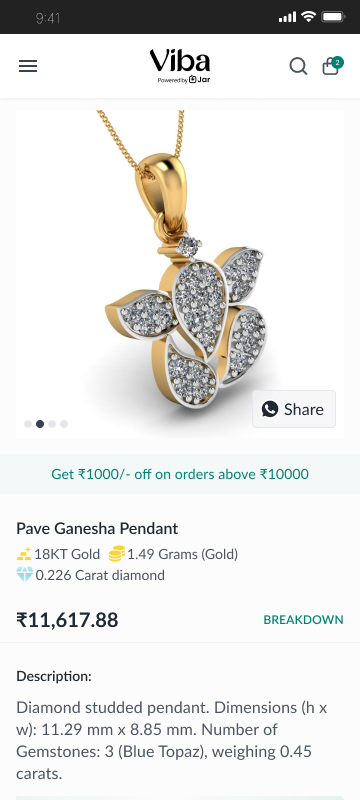 9:41
Viba
Powered by Jar
2
Share
Get ₹1000/- off on orders above ₹10000
Pave Ganesha Pendant
18KT Gold 1.49 Grams (Gold)
0.226 Carat diamond
₹11,617.88 BREAKDOWN
Description:
Diamond studded pendant. Dimensions (h x
w): 11.29 mm x 8.85 mm. Number of
Gemstones: 3 (Blue Topaz), weighing 0.45
carats.